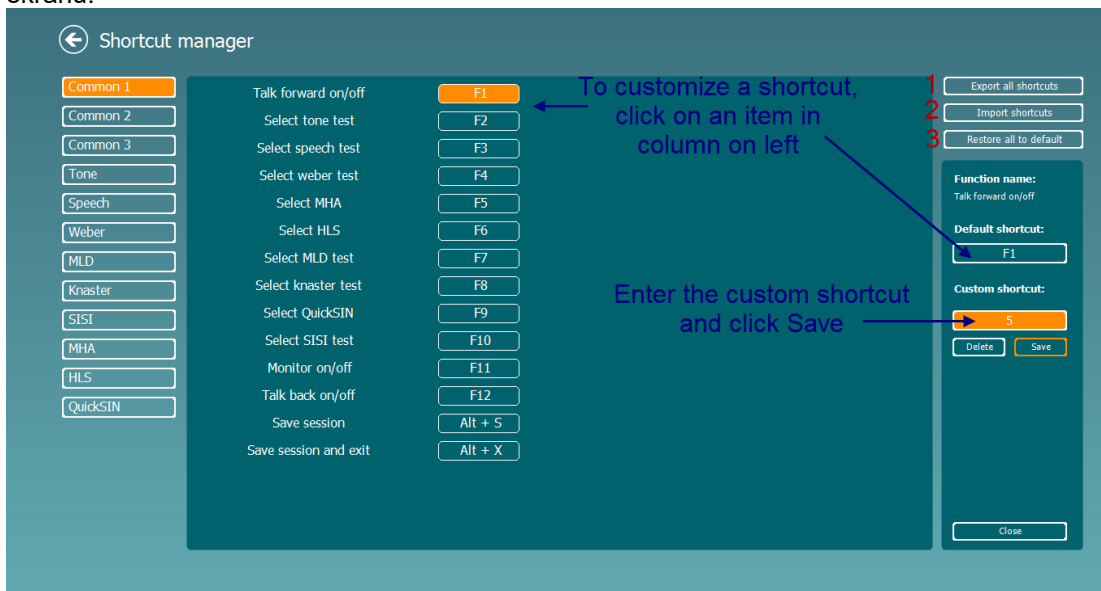 Shortcut manager
Common 1
Common 2
Common 3
Tone
Speech
Weber
MLD
Knaster
SISI
MHA
HLS
QuickSIN
Talk forward on/off F1
Select tone test F2
Select speech test F3
Select weber test F4
Select MHA F5
Select HLS F6
Select MLD test F7
Select knaster test F8
Select QuickSIN F9
Select SISI test F10
Monitor on/off F11
Talk back on/off F12
Save session Alt + S
Save session and exit Alt + X
To customize a shortcut,
click on an item in
column on left
Enter the custom shortcut
and click Save
1 Export all shortcuts
2 Import shortcuts
3 Restore all to default
Function name:
Talk forward on/off
Default shortcut:
F1
Custom shortcut:
5
Delete Save
Close